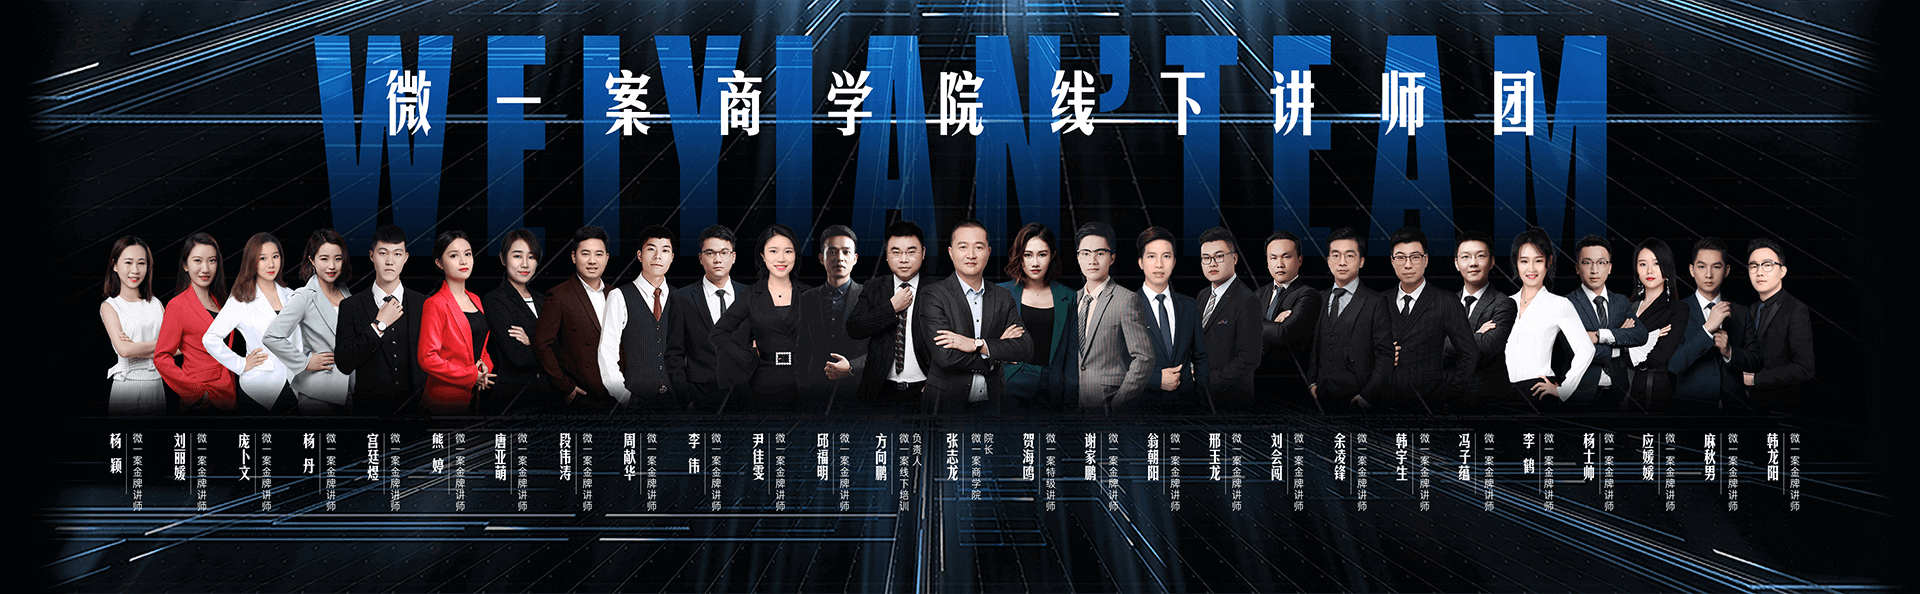 WEIYIAN'TEAM
微一案商学院线下讲师团
杨颖
微一案金牌讲师
刘丽媛
微一案金牌讲师
庞卜文
微一案金牌讲师
杨丹
微一案金牌讲师
宫廷煜
微一案金牌讲师
熊婷
微一案金牌讲师
唐亚萌
微一案金牌讲师
段伟涛
微一案金牌讲师
周献华
微一案金牌讲师
李伟
微一案金牌讲师
尹佳雯
微一案金牌讲师
邱福明
微一案金牌讲师
方向鹏
微一案线下培训
负责人
张志龙
微一案商学院
院长
贺海鸥
微一案特级讲师
谢家鹏
微一案金牌讲师
翁朝阳
微一案金牌讲师
邢玉龙
微一案金牌讲师
刘会闯
微一案金牌讲师
余凌锋
微一案金牌讲师
韩宇生
微一案金牌讲师
冯子蕴
微一案金牌讲师
李鹤
微一案金牌讲师
杨士帅
微一案金牌讲师
应媛媛
微一案金牌讲师
麻秋男
微一案金牌讲师
韩龙阳
微一案金牌讲师